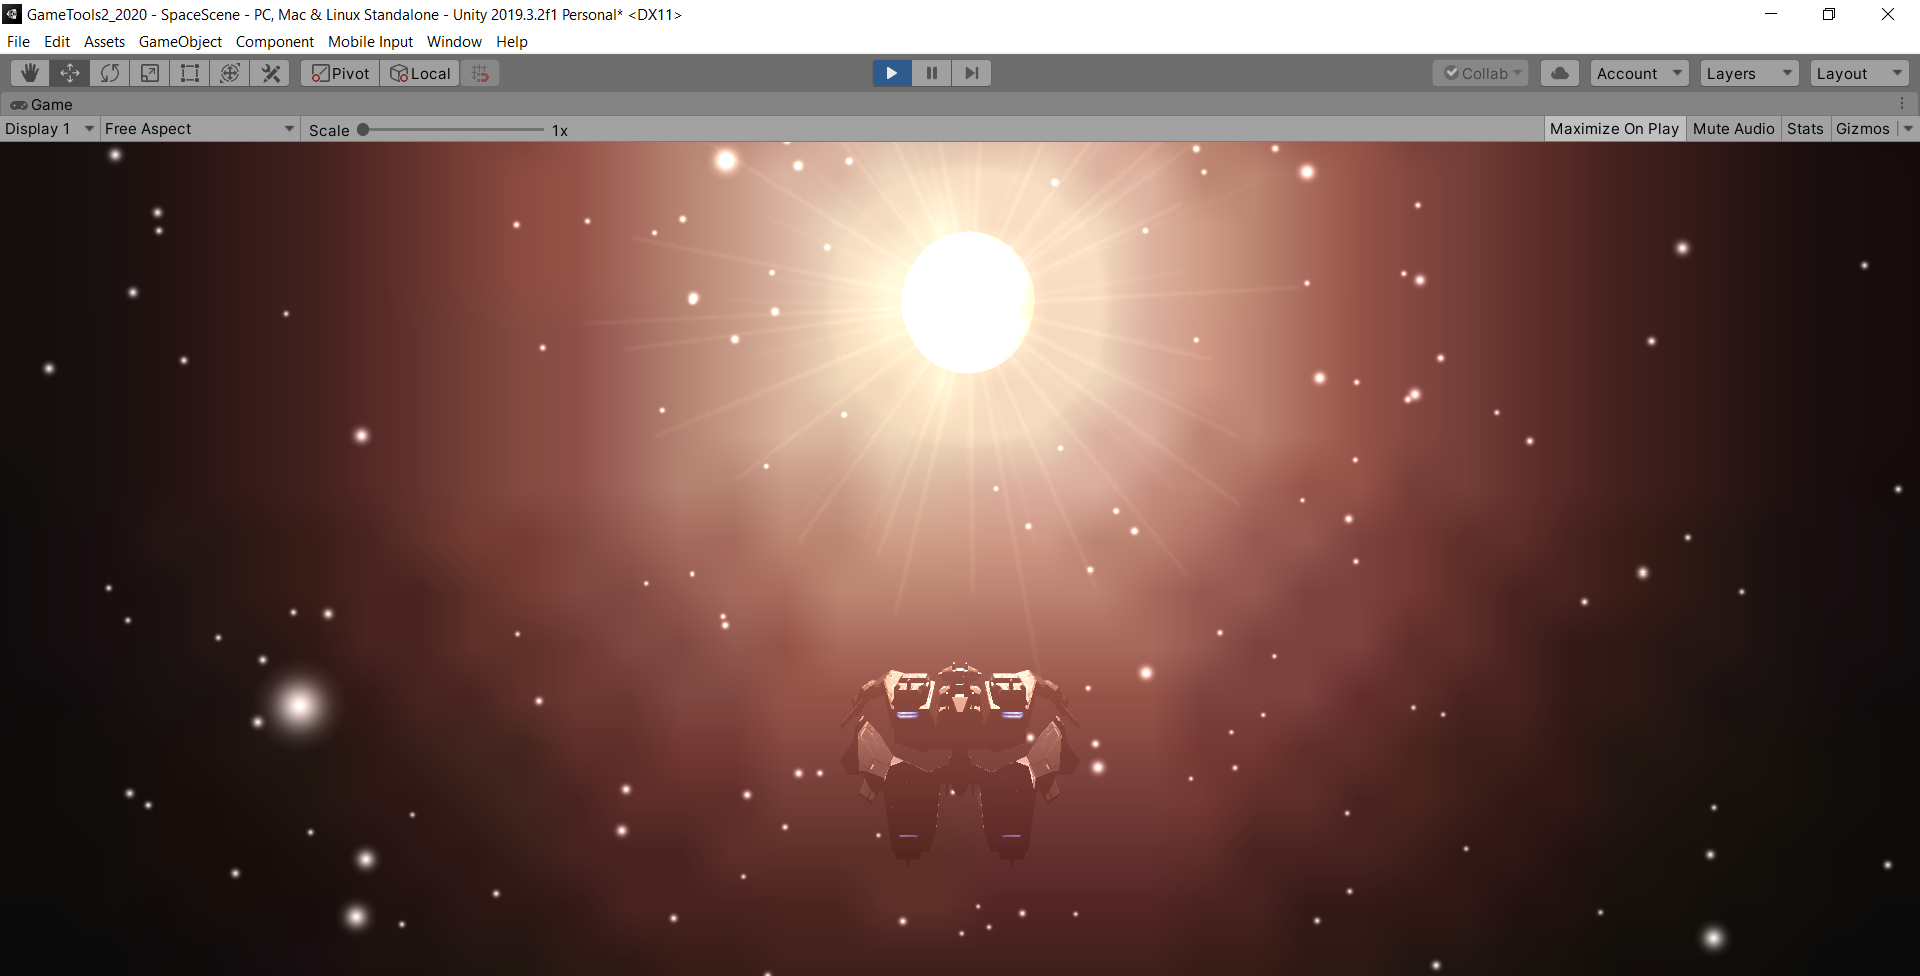 GameTools2_2020 - SpaceScene - PC, Mac & Linux Standalone - Unity 2019.3.2f1 Personal* <DX11>
File Edit Assets GameObject Component Mobile Input Window Help
Pivot Local Collab Account Layers Layout
Game
Display 1 Free Aspect Scale 1x Maximize On Play Mute Audio Stats Gizmos